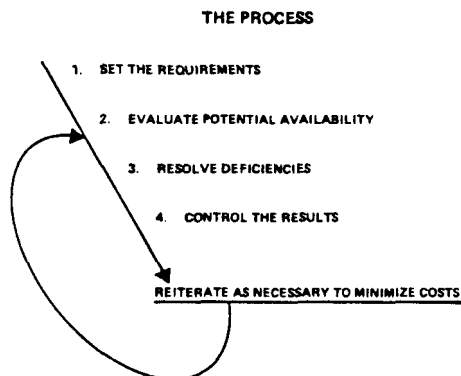 THE PROCESS
1. SET THE REQUIREMENTS
2. EVALUATE POTENTIAL AVAILABILITY
3. RESOLVE DEFICIENCIES
4. CONTROL THE RESULTS
REITERATE AS NECESSARY TO MINIMIZE COSTS